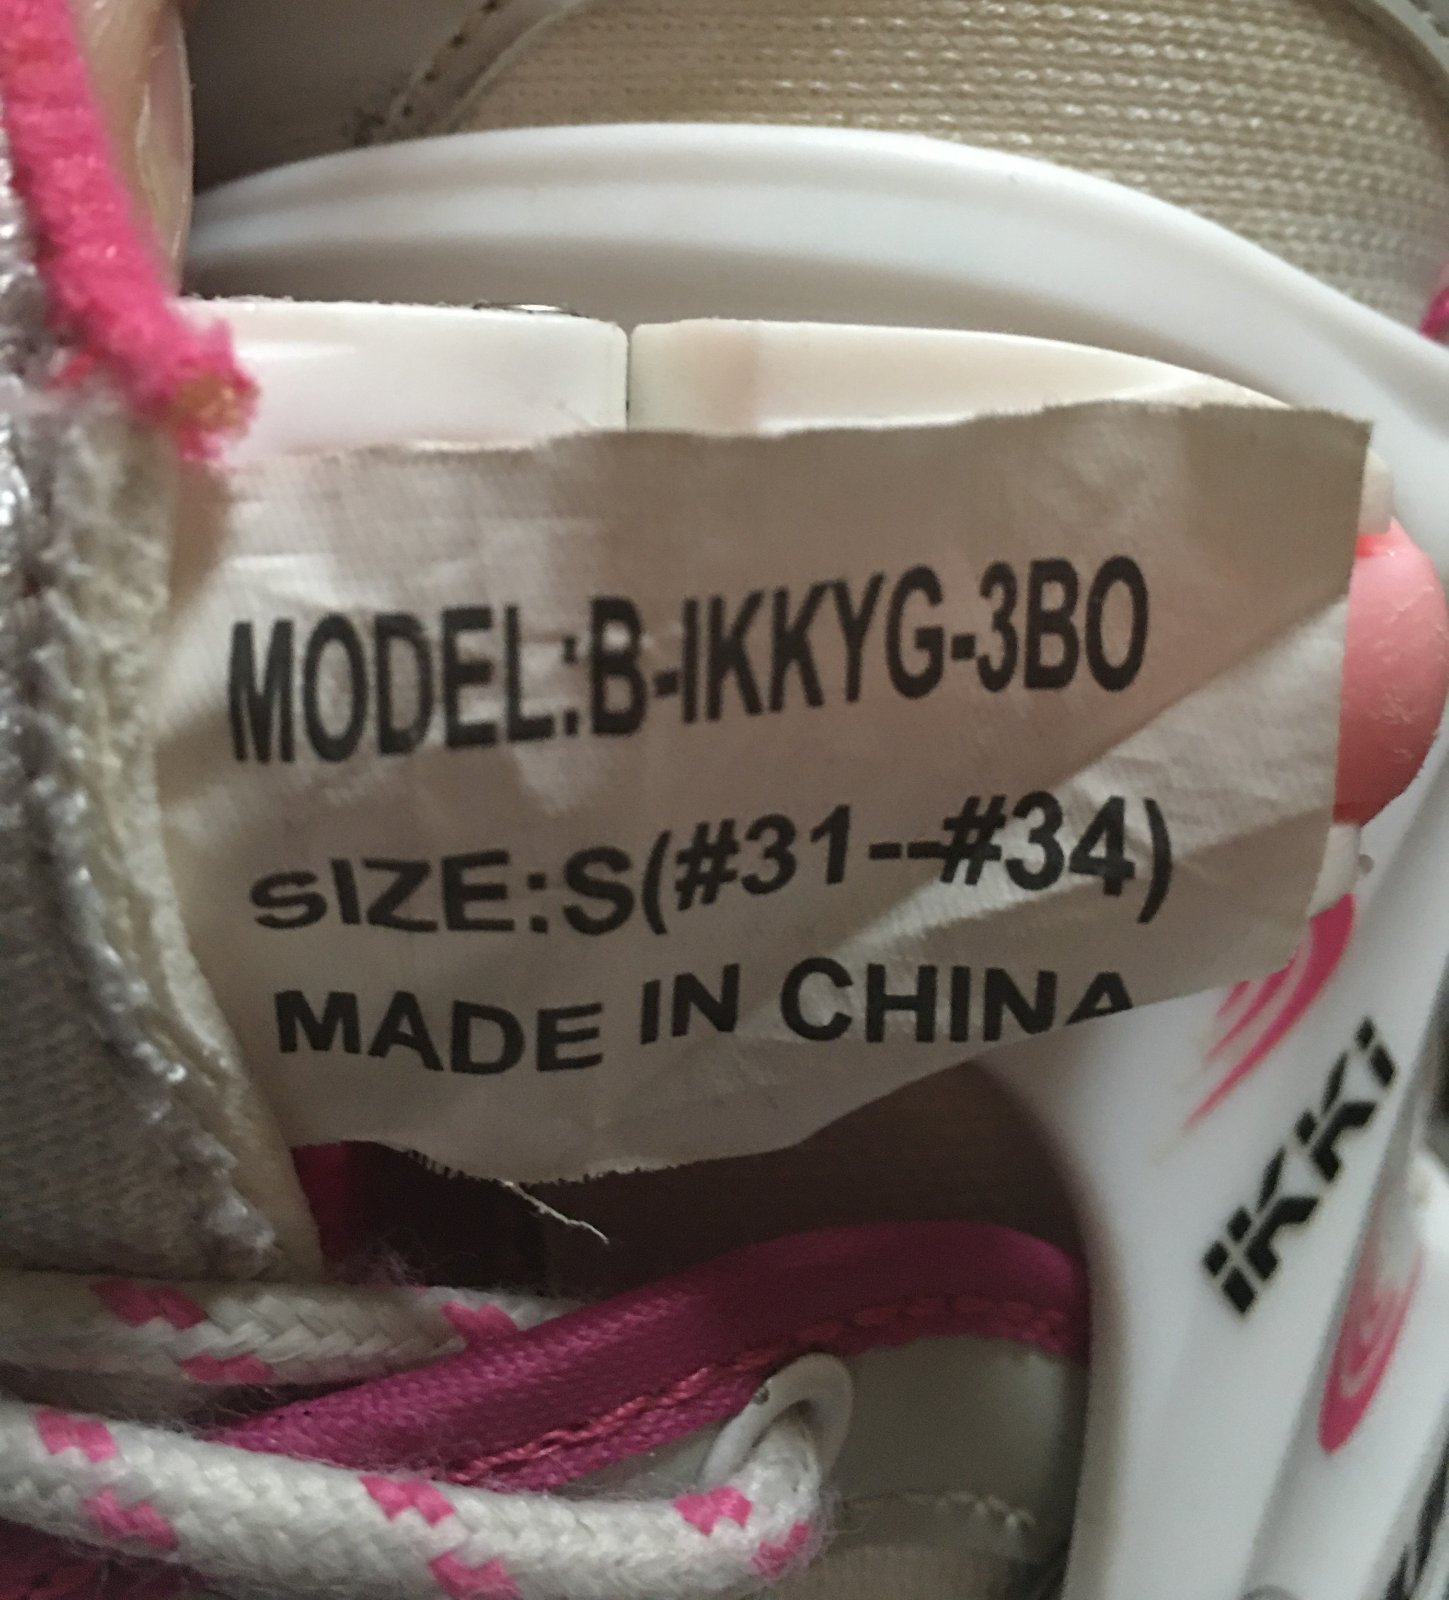 MODEL:B-IKKYG-3BO
SIZE:S(#31--#34)
MADE IN CHINA
iKKi